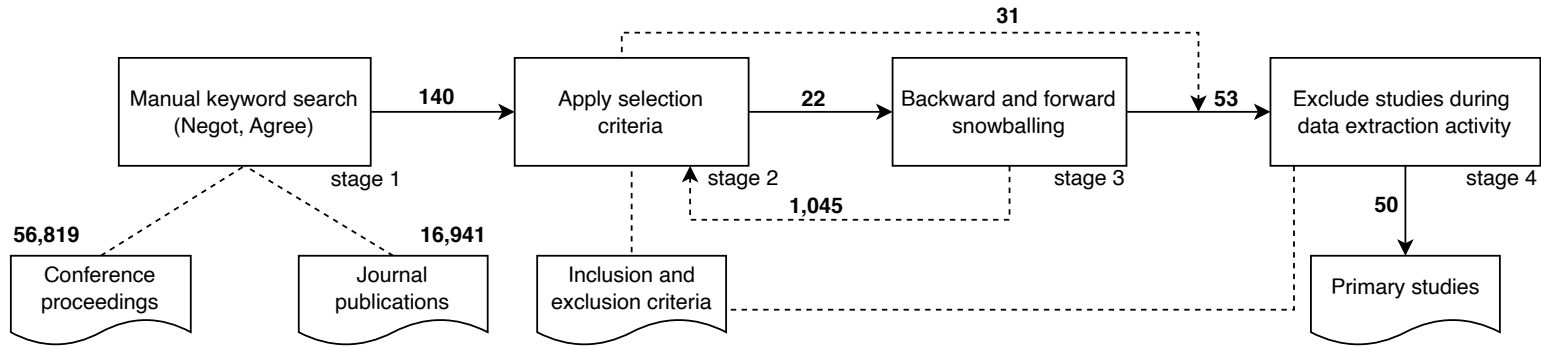 31
Manual keyword search
(Negot, Agree)
stage 1
140
Apply selection
criteria
stage 2
22
Backward and forward
snowballing
stage 3
53
Exclude studies during
data extraction activity
stage 4
1,045
50
56,819
Conference
proceedings
16,941
Journal
publications
Inclusion and
exclusion criteria
Primary studies